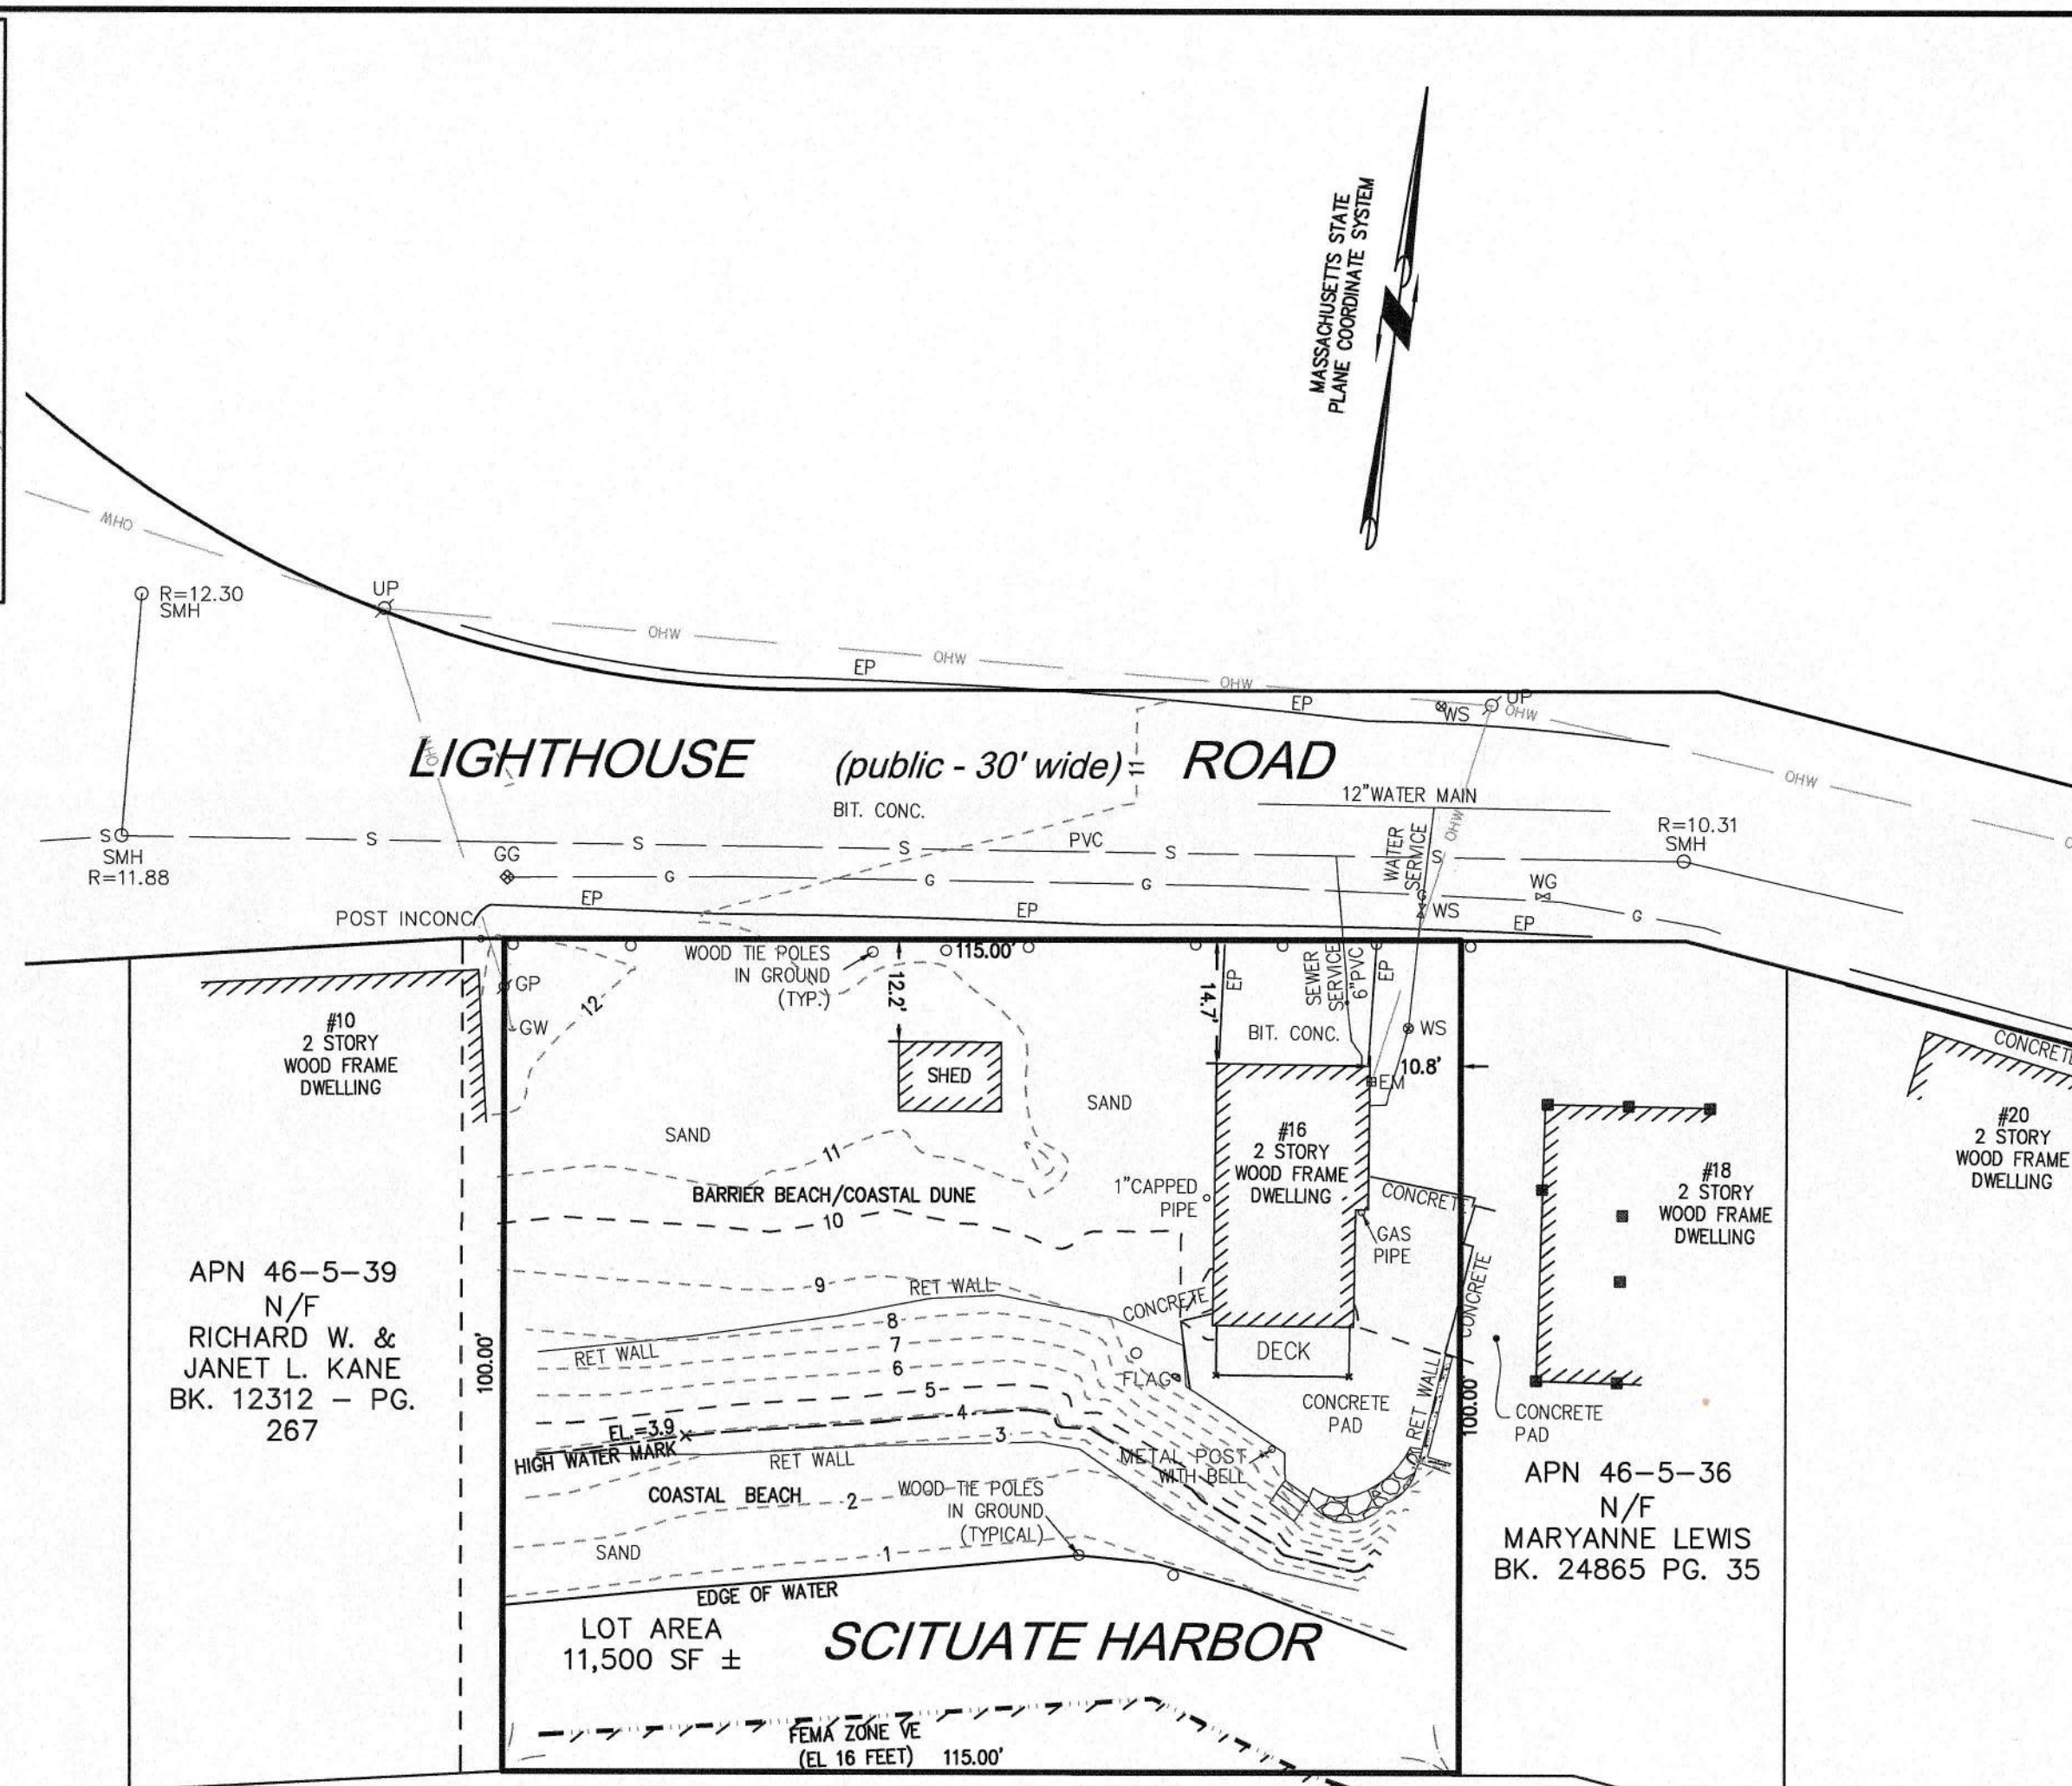 MASSACHUSETTS STATE
PLANE COORDINATE SYSTEM
OHW
R=12.30
SMH
UP
OHW
EP
OHW
OHW
EP
WS
UP
OHW
OHW
OHW
LIGHTHOUSE (public - 30' wide) ROAD
11
BIT. CONC.
12"WATER MAIN
WATER
SERVICE
OHW
S
SMH
R=11.88
S
S
S
PVC
S
S
R=10.31
SMH
GG
G
G
G
G
WG
G
WS
EP
EP
EP
POST INCONC.
WOOD TIE POLES
IN GROUND
(TYP.)
115.00'
12.2'
14.7'
EP
SEWER
SERVICE
6"PVC
EP
GP
GW
12
BIT. CONC.
WS
10.8'
EM
#10
2 STORY
WOOD FRAME
DWELLING
SHED
SAND
SAND
#16
2 STORY
WOOD FRAME
DWELLING
#18
2 STORY
WOOD FRAME
DWELLING
CONCRETE
#20
2 STORY
WOOD FRAME
DWELLING
11
BARRIER BEACH/COASTAL DUNE
10
1"CAPPED
PIPE
CONCRETE
GAS
PIPE
CONCRETE
9
RET WALL
CONCRETE
8
7
6
5
4
3
RET WALL
DECK
FLAG
CONCRETE
PAD
RET WALL
100.00'
CONCRETE
PAD
APN 46-5-39
N/F
RICHARD W. &
JANET L. KANE
BK. 12312 - PG.
267
100.00'
EL.=3.9
HIGH WATER MARK
RET WALL
METAL POST
WITH BELL
COASTAL BEACH
2
WOOD TIE POLES
IN GROUND
(TYPICAL)
SAND
1
EDGE OF WATER
APN 46-5-36
N/F
MARYANNE LEWIS
BK. 24865 PG. 35
LOT AREA
11,500 SF ±
SCITUATE HARBOR
FEMA ZONE VE
(EL 16 FEET)
115.00'